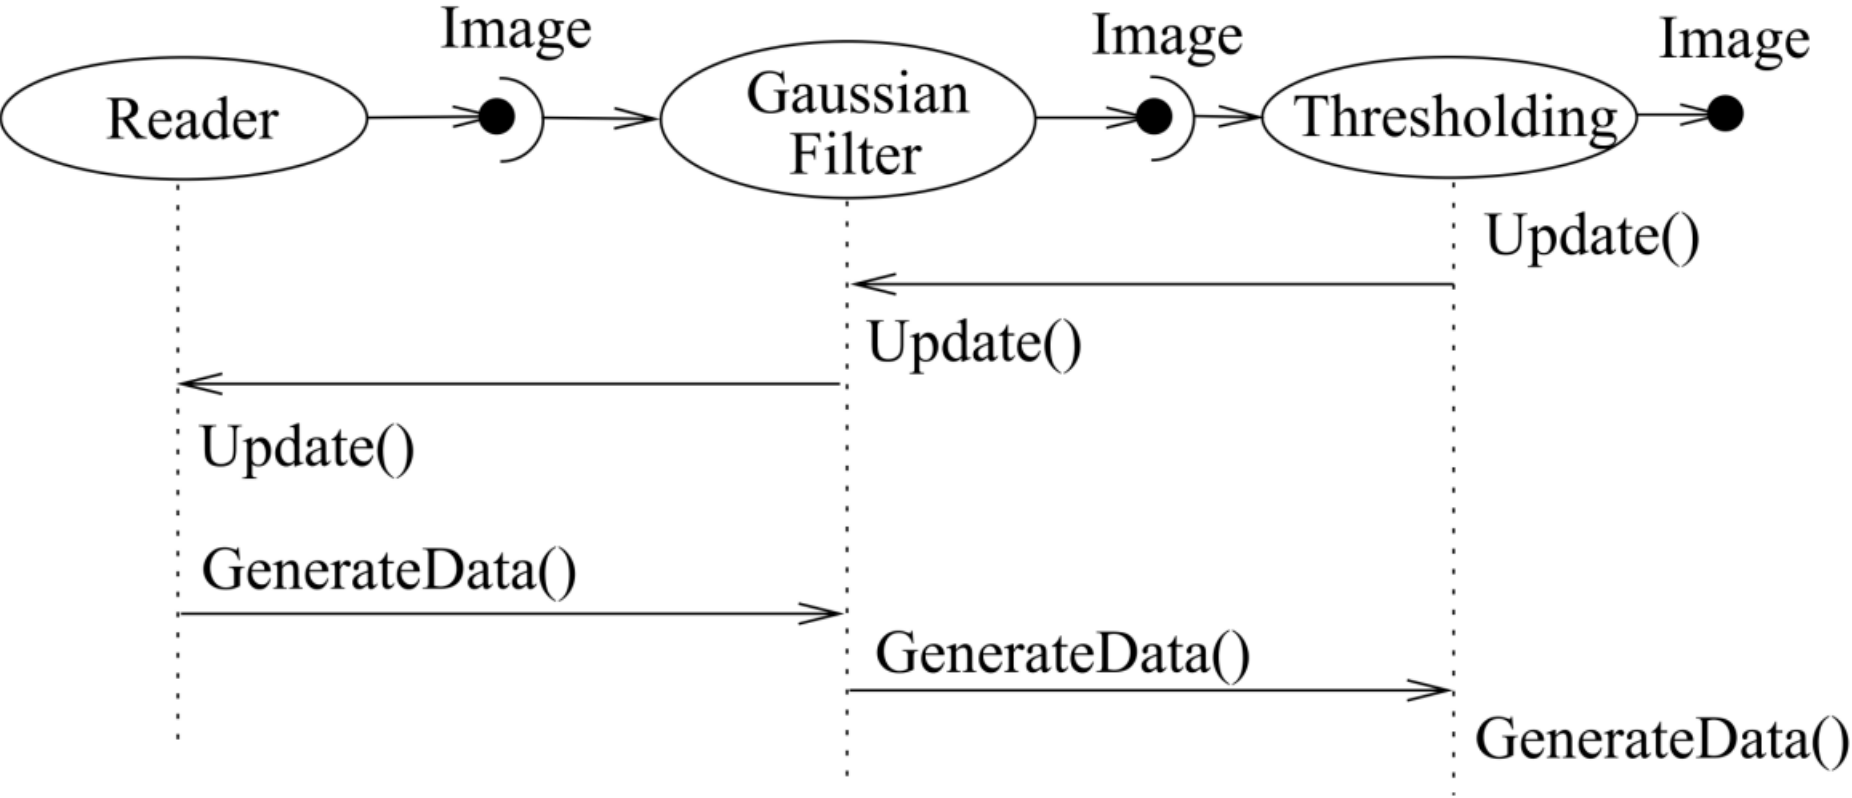 Image
Image
Image
Reader
Gaussian
Filter
Thresholding
Update()
Update()
Update()
GenerateData()
GenerateData()
GenerateData()